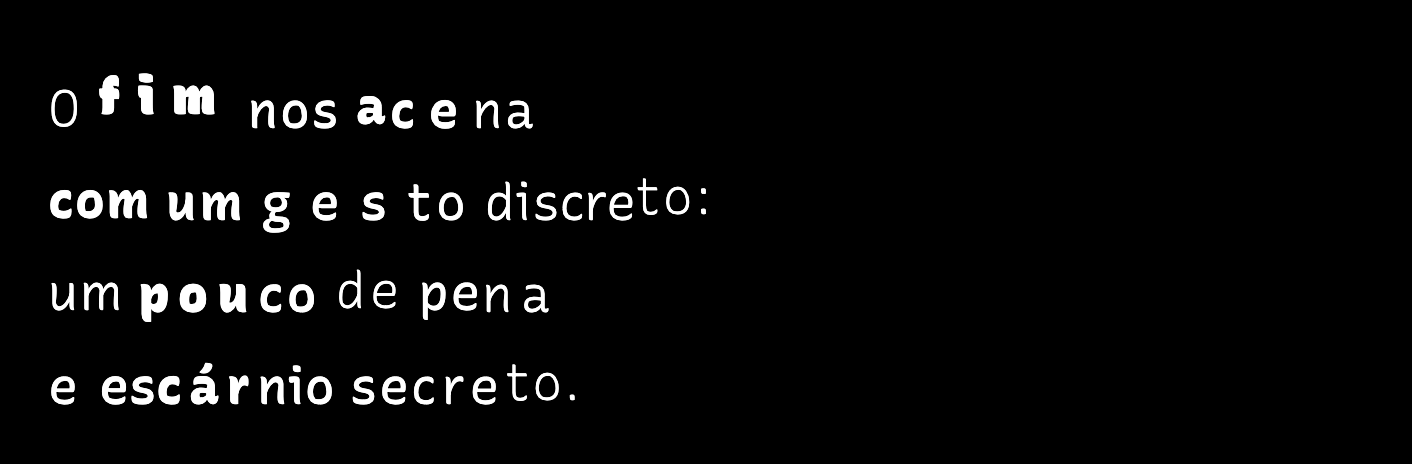 O fim nos acena
com um gesto discreto:
um pouco de pena
e escárnio secreto.